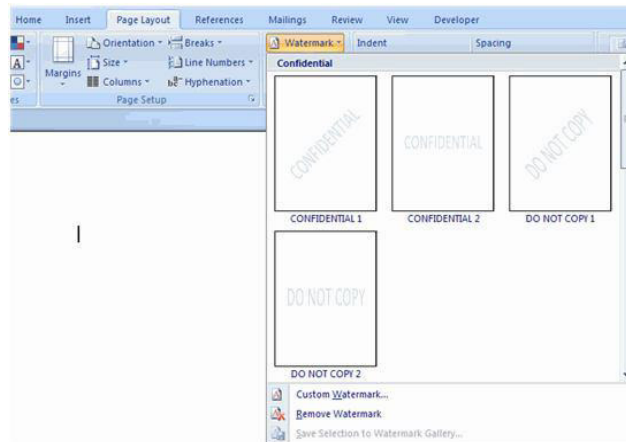 Home Insert Page Layout References Mailings Review View Developer
Orientation Breaks Watermark Indent Spacing
Size Line Numbers
Margins Columns Hyphenation
es Page Setup
Confidential
CONFIDENTIAL CONFIDENTIAL DO NOT COPY
CONFIDENTIAL 1 CONFIDENTIAL 2 DO NOT COPY 1
DO NOT COPY
DO NOT COPY 2
Custom Watermark...
Remove Watermark
Save Selection to Watermark Gallery...